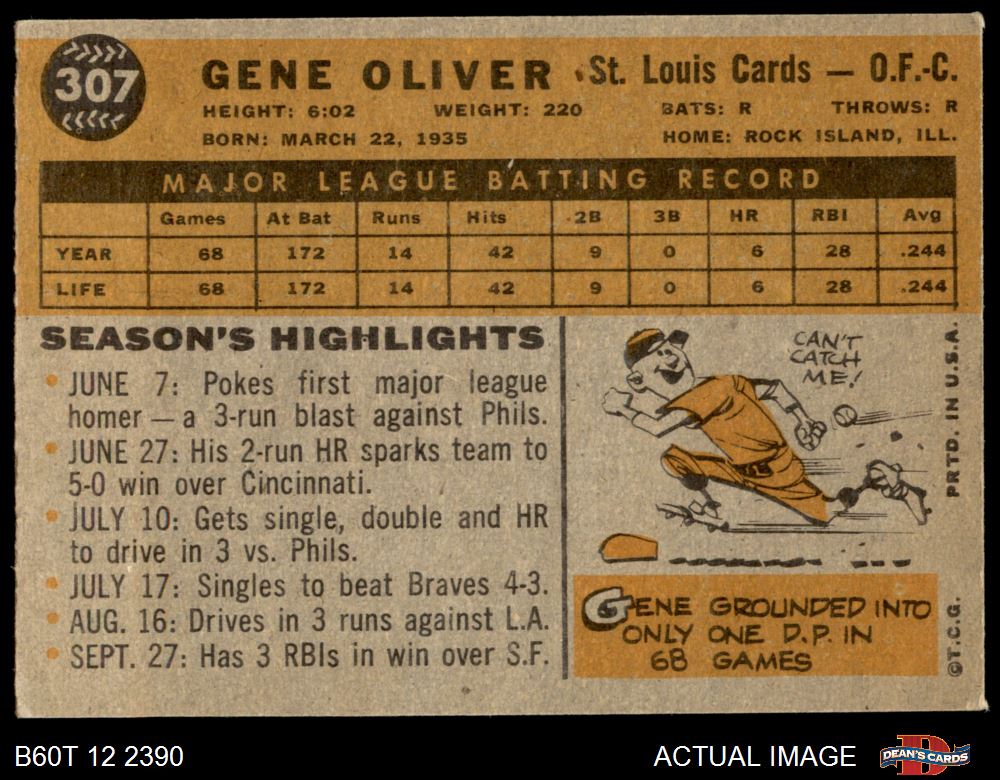 307
GENE OLIVER St. Louis Cards — O.F.-C.
HEIGHT: 6:02 WEIGHT: 220 BATS: R THROWS: R
BORN: MARCH 22, 1935 HOME: ROCK ISLAND, ILL.
MAJOR LEAGUE BATTING RECORD
Games At Bat Runs Hits 2B 3B HR RBI Avg
YEAR 68 172 14 42 9 0 6 28 .244
LIFE 68 172 14 42 9 0 6 28 .244
SEASON'S HIGHLIGHTS
• JUNE 7: Pokes first major league
homer — a 3-run blast against Phils.
• JUNE 27: His 2-run HR sparks team to
5-0 win over Cincinnati.
• JULY 10: Gets single, double and HR
to drive in 3 vs. Phils.
• JULY 17: Singles to beat Braves 4-3.
• AUG. 16: Drives in 3 runs against L.A.
• SEPT. 27: Has 3 RBIs in win over S.F.
CAN'T
CATCH
ME!
GENE GROUNDED INTO
ONLY ONE D.P. IN
68 GAMES
©T.C.G. PRTD. IN U.S.A.
B60T 12 2390 ACTUAL IMAGE DEAN'S CARDS